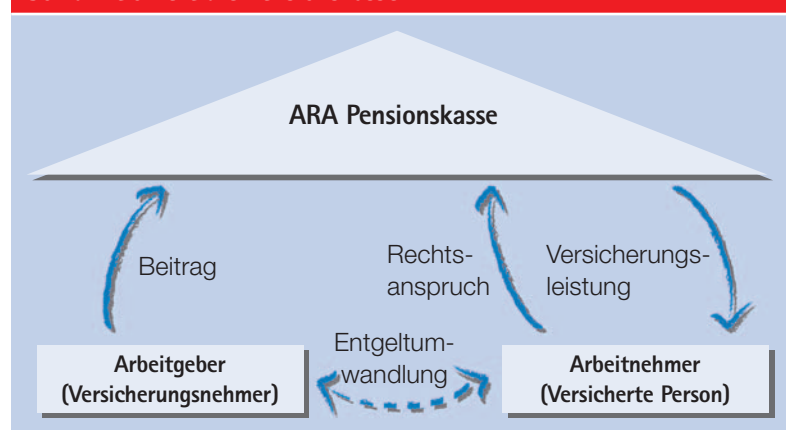 ARA Pensionskasse
Beitrag
Rechts-
anspruch
Versicherungs-
leistung
Entgeltum-
wandlung
Arbeitgeber
(Versicherungsnehmer)
Arbeitnehmer
(Versicherte Person)